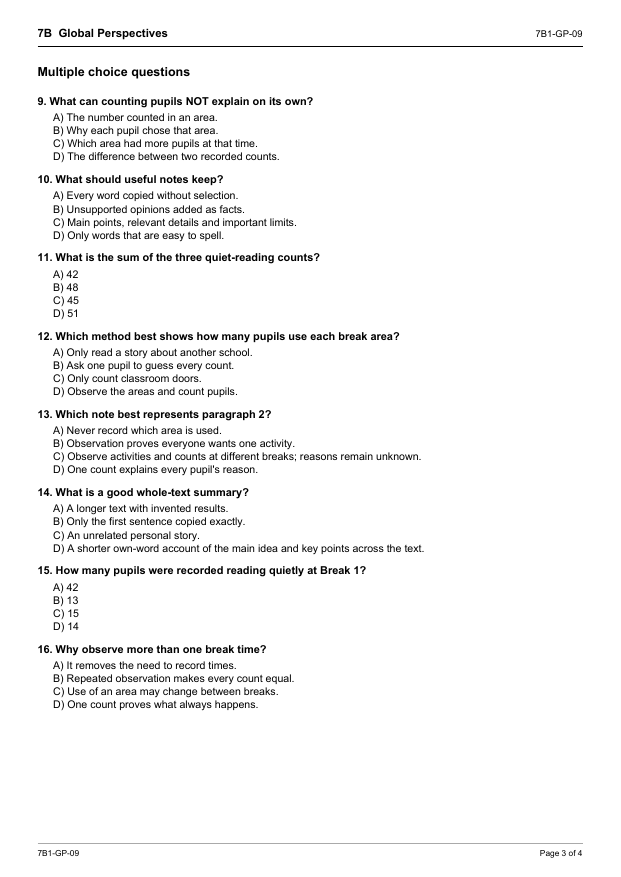 7B Global Perspectives
7B1-GP-09
Multiple choice questions
9. What can counting pupils NOT explain on its own?
A) The number counted in an area.
B) Why each pupil chose that area.
C) Which area had more pupils at that time.
D) The difference between two recorded counts.
10. What should useful notes keep?
A) Every word copied without selection.
B) Unsupported opinions added as facts.
C) Main points, relevant details and important limits.
D) Only words that are easy to spell.
11. What is the sum of the three quiet-reading counts?
A) 42
B) 48
C) 45
D) 51
12. Which method best shows how many pupils use each break area?
A) Only read a story about another school.
B) Ask one pupil to guess every count.
C) Only count classroom doors.
D) Observe the areas and count pupils.
13. Which note best represents paragraph 2?
A) Never record which area is used.
B) Observation proves everyone wants one activity.
C) Observe activities and counts at different breaks; reasons remain unknown.
D) One count explains every pupil's reason.
14. What is a good whole-text summary?
A) A longer text with invented results.
B) Only the first sentence copied exactly.
C) An unrelated personal story.
D) A shorter own-word account of the main idea and key points across the text.
15. How many pupils were recorded reading quietly at Break 1?
A) 42
B) 13
C) 15
D) 14
16. Why observe more than one break time?
A) It removes the need to record times.
B) Repeated observation makes every count equal.
C) Use of an area may change between breaks.
D) One count proves what always happens.
7B1-GP-09
Page 3 of 4